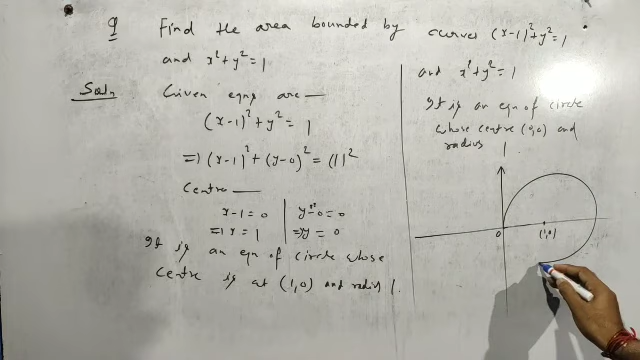 Q Find the area bounded by curves (x-1)²+y²=1
and x²+y²=1
Soln Given eqns are —
(x-1)²+y²= 1
=> (x-1)²+(y-0)²=(1)²
Centre —
x-1=0 | y-0=0
=> x=1 | =>y=0
It is an eqn of circle whose
centre is at (1,0) and radius 1.
and x²+y²=1
It is an eqn of circle
whose centre (0,0) and
radius 1
0
(1,0)